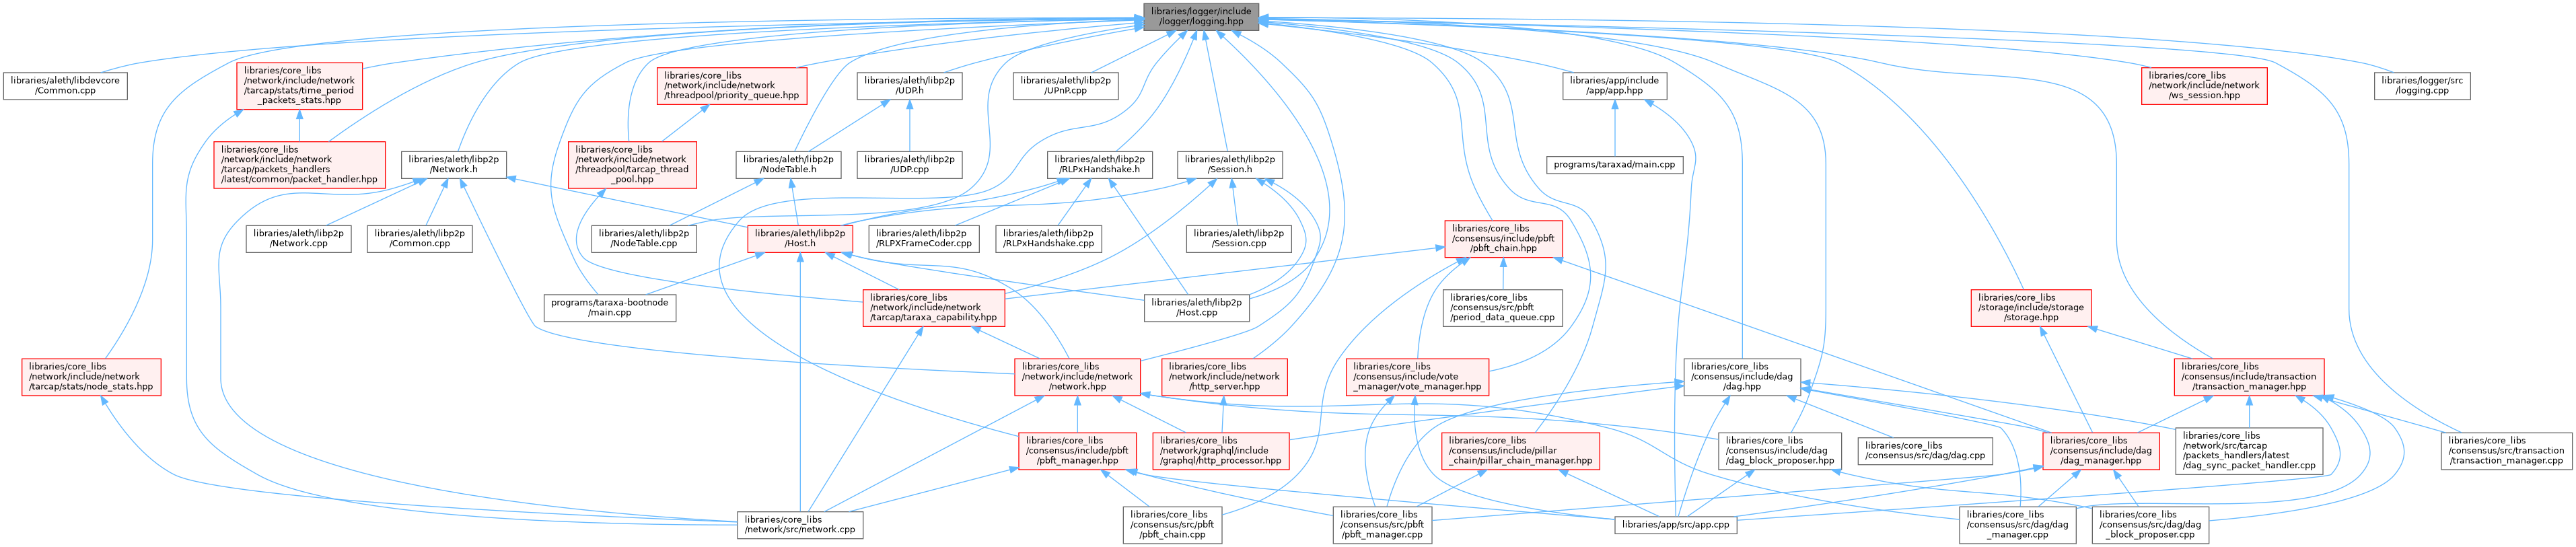 libraries/logger/include
/logger/logging.hpp
libraries/aleth/libdevcore
/Common.cpp
libraries/core_libs
/network/include/network
/tarcap/stats/time_period
_packets_stats.hpp
libraries/core_libs
/network/include/network
/threadpool/priority_queue.hpp
libraries/aleth/libp2p
/UDP.h
libraries/aleth/libp2p
/UPnP.cpp
libraries/app/include
/app/app.hpp
libraries/core_libs
/network/include/network
/ws_session.hpp
libraries/logger/src
/logging.cpp
libraries/core_libs
/network/include/network
/tarcap/packets_handlers
/latest/common/packet_handler.hpp
libraries/aleth/libp2p
/Network.h
libraries/core_libs
/network/include/network
/threadpool/tarcap_thread
_pool.hpp
libraries/aleth/libp2p
/NodeTable.h
libraries/aleth/libp2p
/UDP.cpp
libraries/aleth/libp2p
/RLPxHandshake.h
libraries/aleth/libp2p
/Session.h
programs/taraxad/main.cpp
libraries/aleth/libp2p
/Network.cpp
libraries/aleth/libp2p
/Common.cpp
libraries/aleth/libp2p
/NodeTable.cpp
libraries/aleth/libp2p
/Host.h
libraries/aleth/libp2p
/RLPXFrameCoder.cpp
libraries/aleth/libp2p
/RLPxHandshake.cpp
libraries/aleth/libp2p
/Session.cpp
libraries/core_libs
/consensus/include/pbft
/pbft_chain.hpp
programs/taraxa-bootnode
/main.cpp
libraries/core_libs
/network/include/network
/tarcap/taraxa_capability.hpp
libraries/aleth/libp2p
/Host.cpp
libraries/core_libs
/consensus/src/pbft
/period_data_queue.cpp
libraries/core_libs
/storage/include/storage
/storage.hpp
libraries/core_libs
/network/include/network
/tarcap/stats/node_stats.hpp
libraries/core_libs
/network/include/network
/network.hpp
libraries/core_libs
/network/include/network
/http_server.hpp
libraries/core_libs
/consensus/include/vote
_manager/vote_manager.hpp
libraries/core_libs
/consensus/include/dag
/dag.hpp
libraries/core_libs
/consensus/include/transaction
/transaction_manager.hpp
libraries/core_libs
/consensus/include/pbft
/pbft_manager.hpp
libraries/core_libs
/network/graphql/include
/graphql/http_processor.hpp
libraries/core_libs
/consensus/include/pillar
_chain/pillar_chain_manager.hpp
libraries/core_libs
/consensus/include/dag
/dag_block_proposer.hpp
libraries/core_libs
/consensus/src/dag/dag.cpp
libraries/core_libs
/consensus/include/dag
/dag_manager.hpp
libraries/core_libs
/network/src/tarcap
/packets_handlers/latest
/dag_sync_packet_handler.cpp
libraries/core_libs
/consensus/src/transaction
/transaction_manager.cpp
libraries/core_libs
/network/src/network.cpp
libraries/core_libs
/consensus/src/pbft
/pbft_chain.cpp
libraries/core_libs
/consensus/src/pbft
/pbft_manager.cpp
libraries/app/src/app.cpp
libraries/core_libs
/consensus/src/dag/dag
_manager.cpp
libraries/core_libs
/consensus/src/dag/dag
_block_proposer.cpp